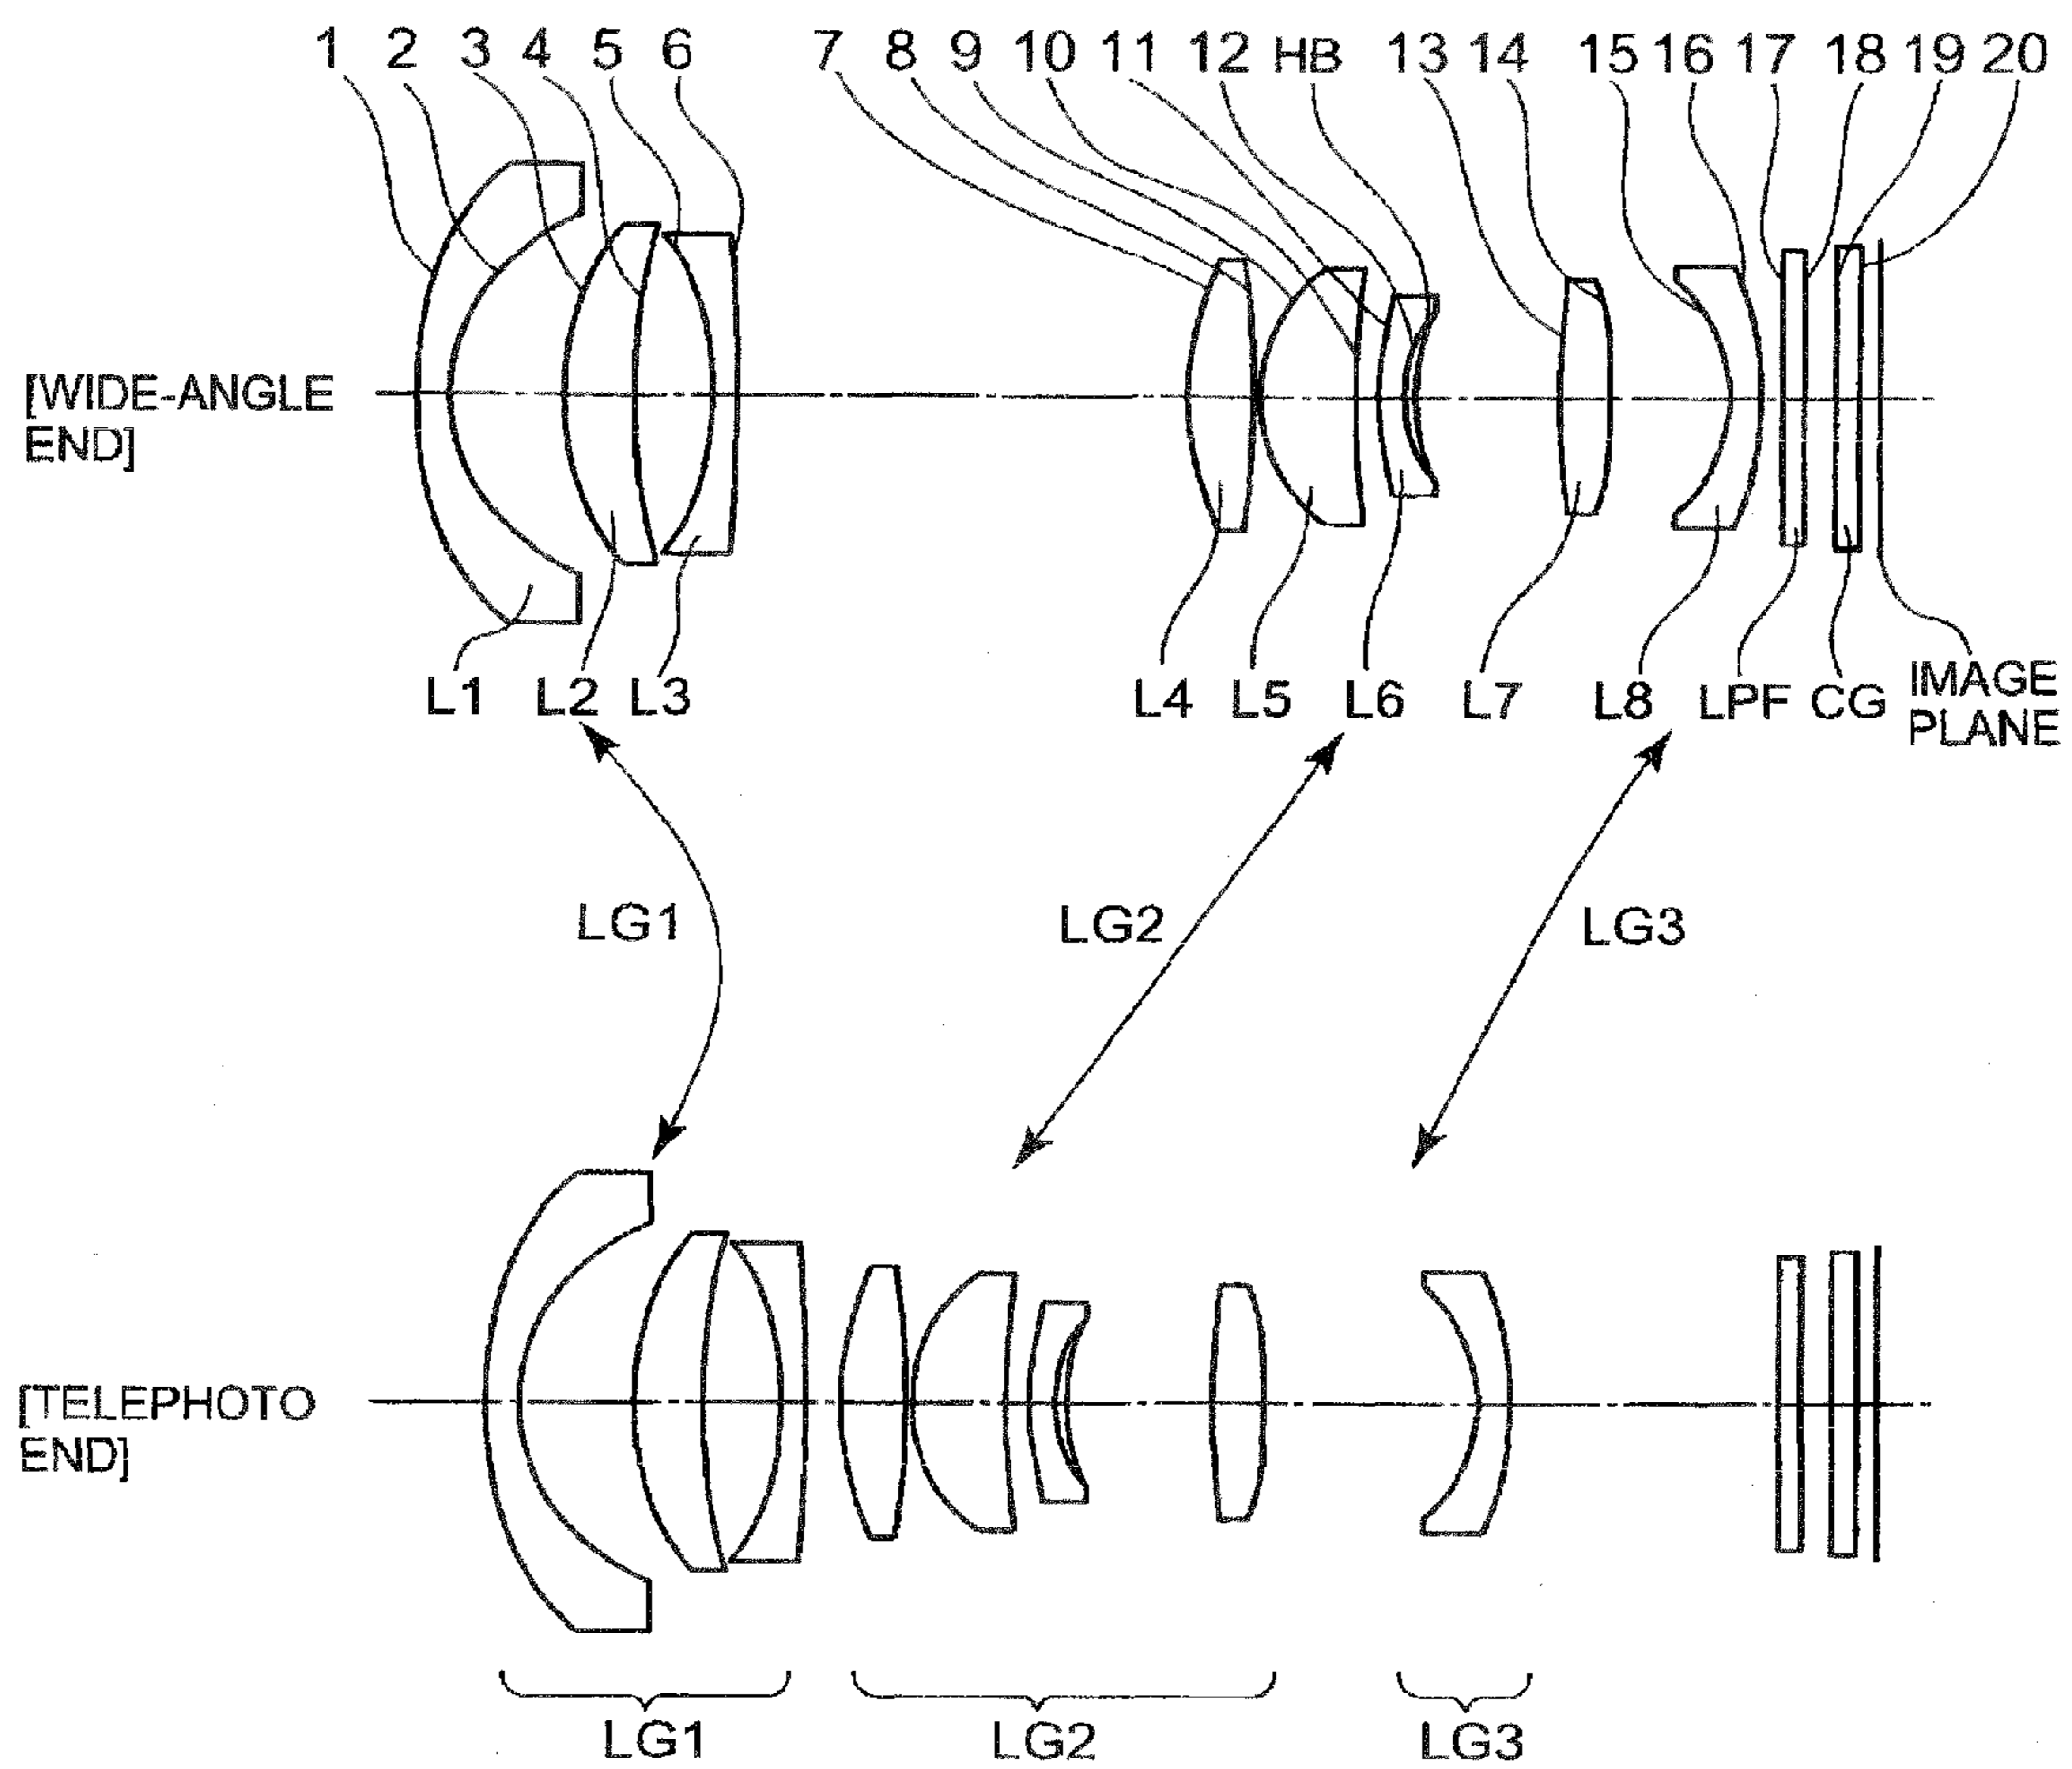 1 2 3 4 5 6 7 8 9 10 11 12 HB 13 14 15 16 17 18 19 20
[WIDE-ANGLE
END]
L1 L2 L3 L4 L5 L6 L7 L8 LPF CG IMAGE
PLANE
LG1 LG2 LG3
[TELEPHOTO
END]
LG1 LG2 LG3